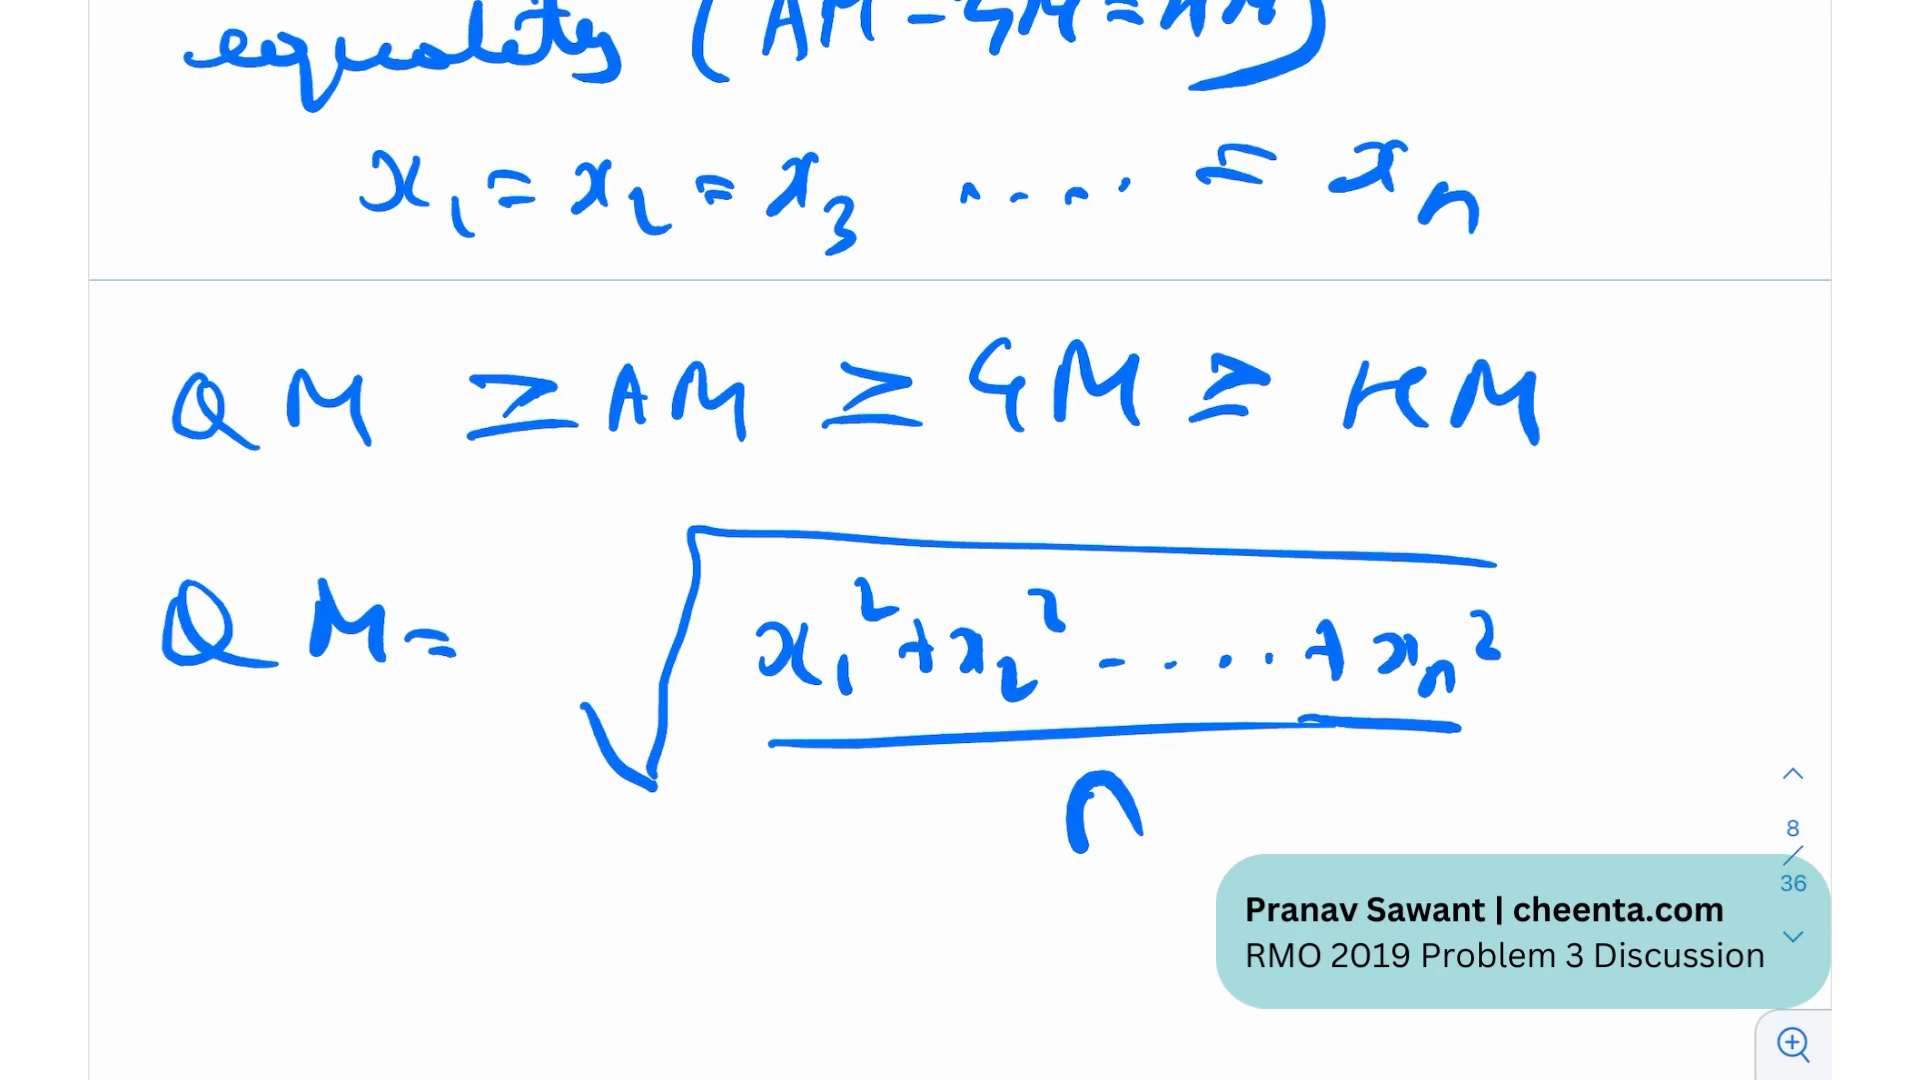 equality (AM=GM=HM)
x₁ = x₂ = x₃ .... = xₙ
QM ≥ AM ≥ GM ≥ HM
QM = √
x₁² + x₂² - .... + xₙ²
n
8
/
36
Pranav Sawant | cheenta.com
RMO 2019 Problem 3 Discussion